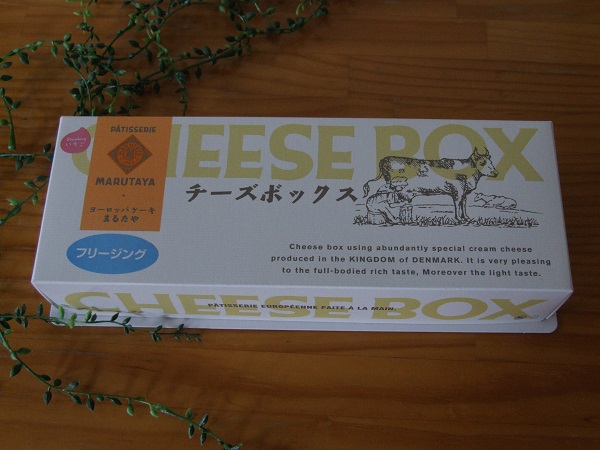 CHEESE BOX
いちご
PÂTISSERIE
MARUTAYA
ヨーロッパケーキ
まるたや
チーズボックス
フリージング
Cheese box using abundantly special cream cheese
produced in the KINGDOM of DENMARK. It is very pleasing
to the full-bodied rich taste, Moreover the light taste.
CHEESE BOX
PÂTISSERIE EUROPÉENNE FAITE À LA MAIN.